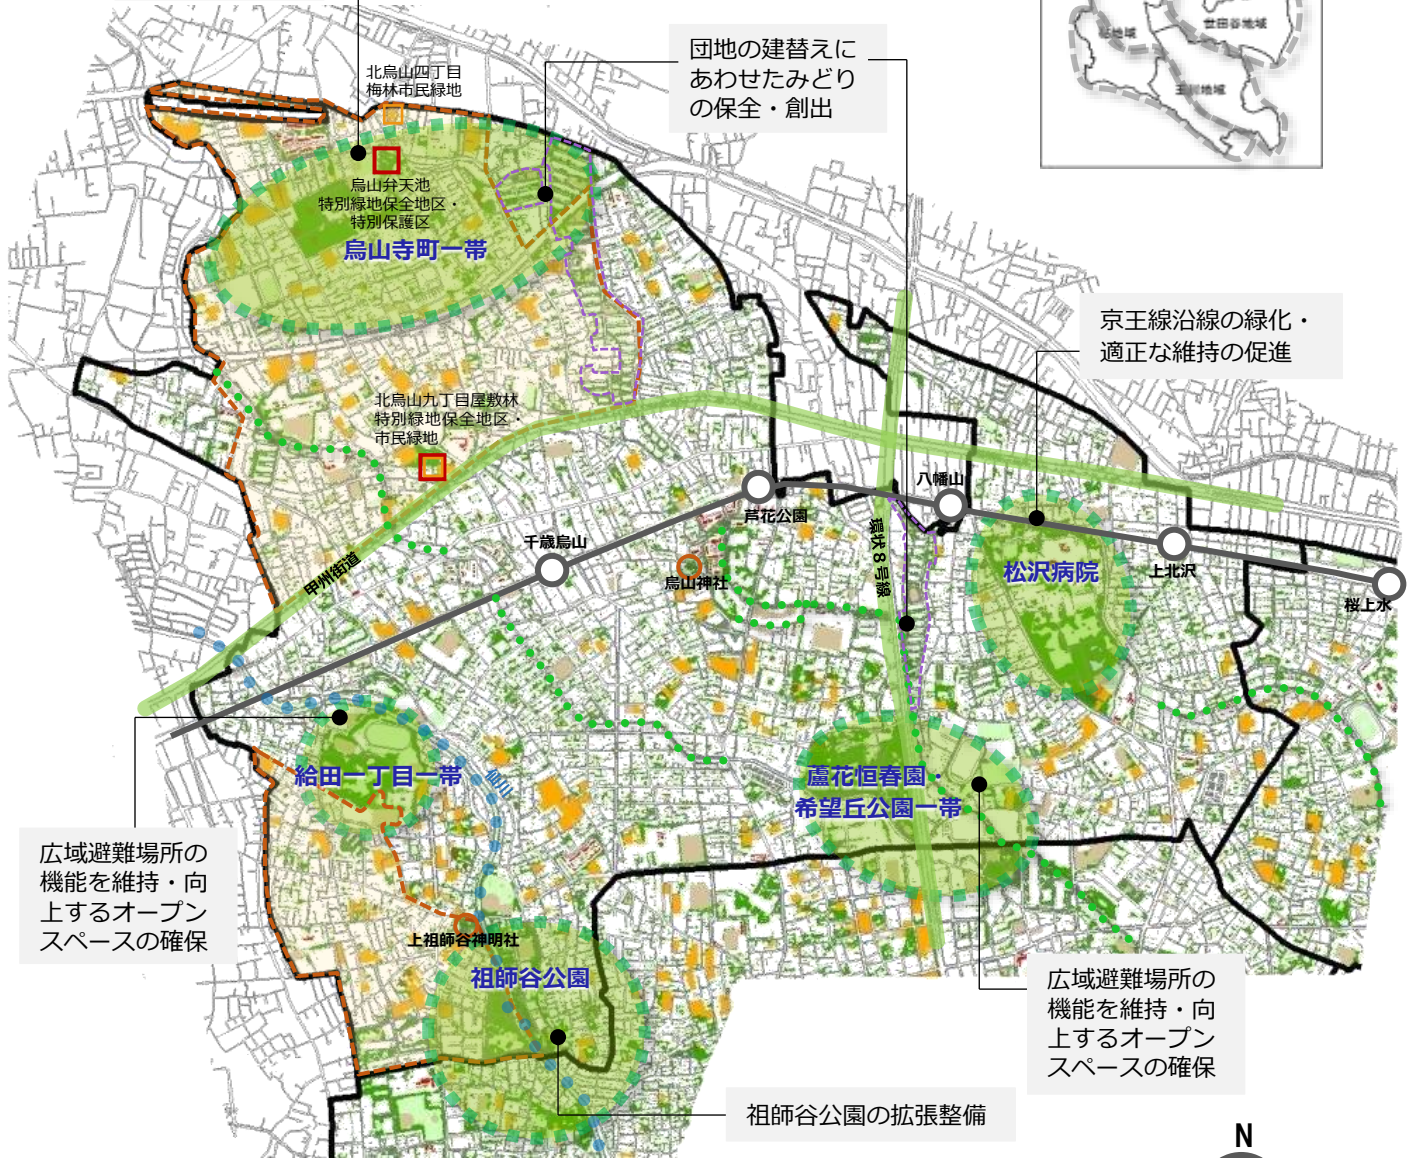 世田谷地域
玉川地域
団地の建替えに
あわせたみどり
の保全・創出
北烏山四丁目
梅林市民緑地
烏山弁天池
特別緑地保全地区・
特別保護区
烏山寺町一帯
京王線沿線の緑化・
適正な維持の促進
北烏山九丁目屋敷林
特別緑地保全地区・
市民緑地
八幡山
芦花公園
環状８号線
千歳烏山
甲州街道
烏山神社
松沢病院
上北沢
桜上水
給田一丁目一帯
仙川
蘆花恒春園・
希望丘公園一帯
広域避難場所の
機能を維持・向
上するオープン
スペースの確保
上祖師谷神明社
祖師谷公園
広域避難場所の
機能を維持・向
上するオープン
スペースの確保
祖師谷公園の拡張整備
N